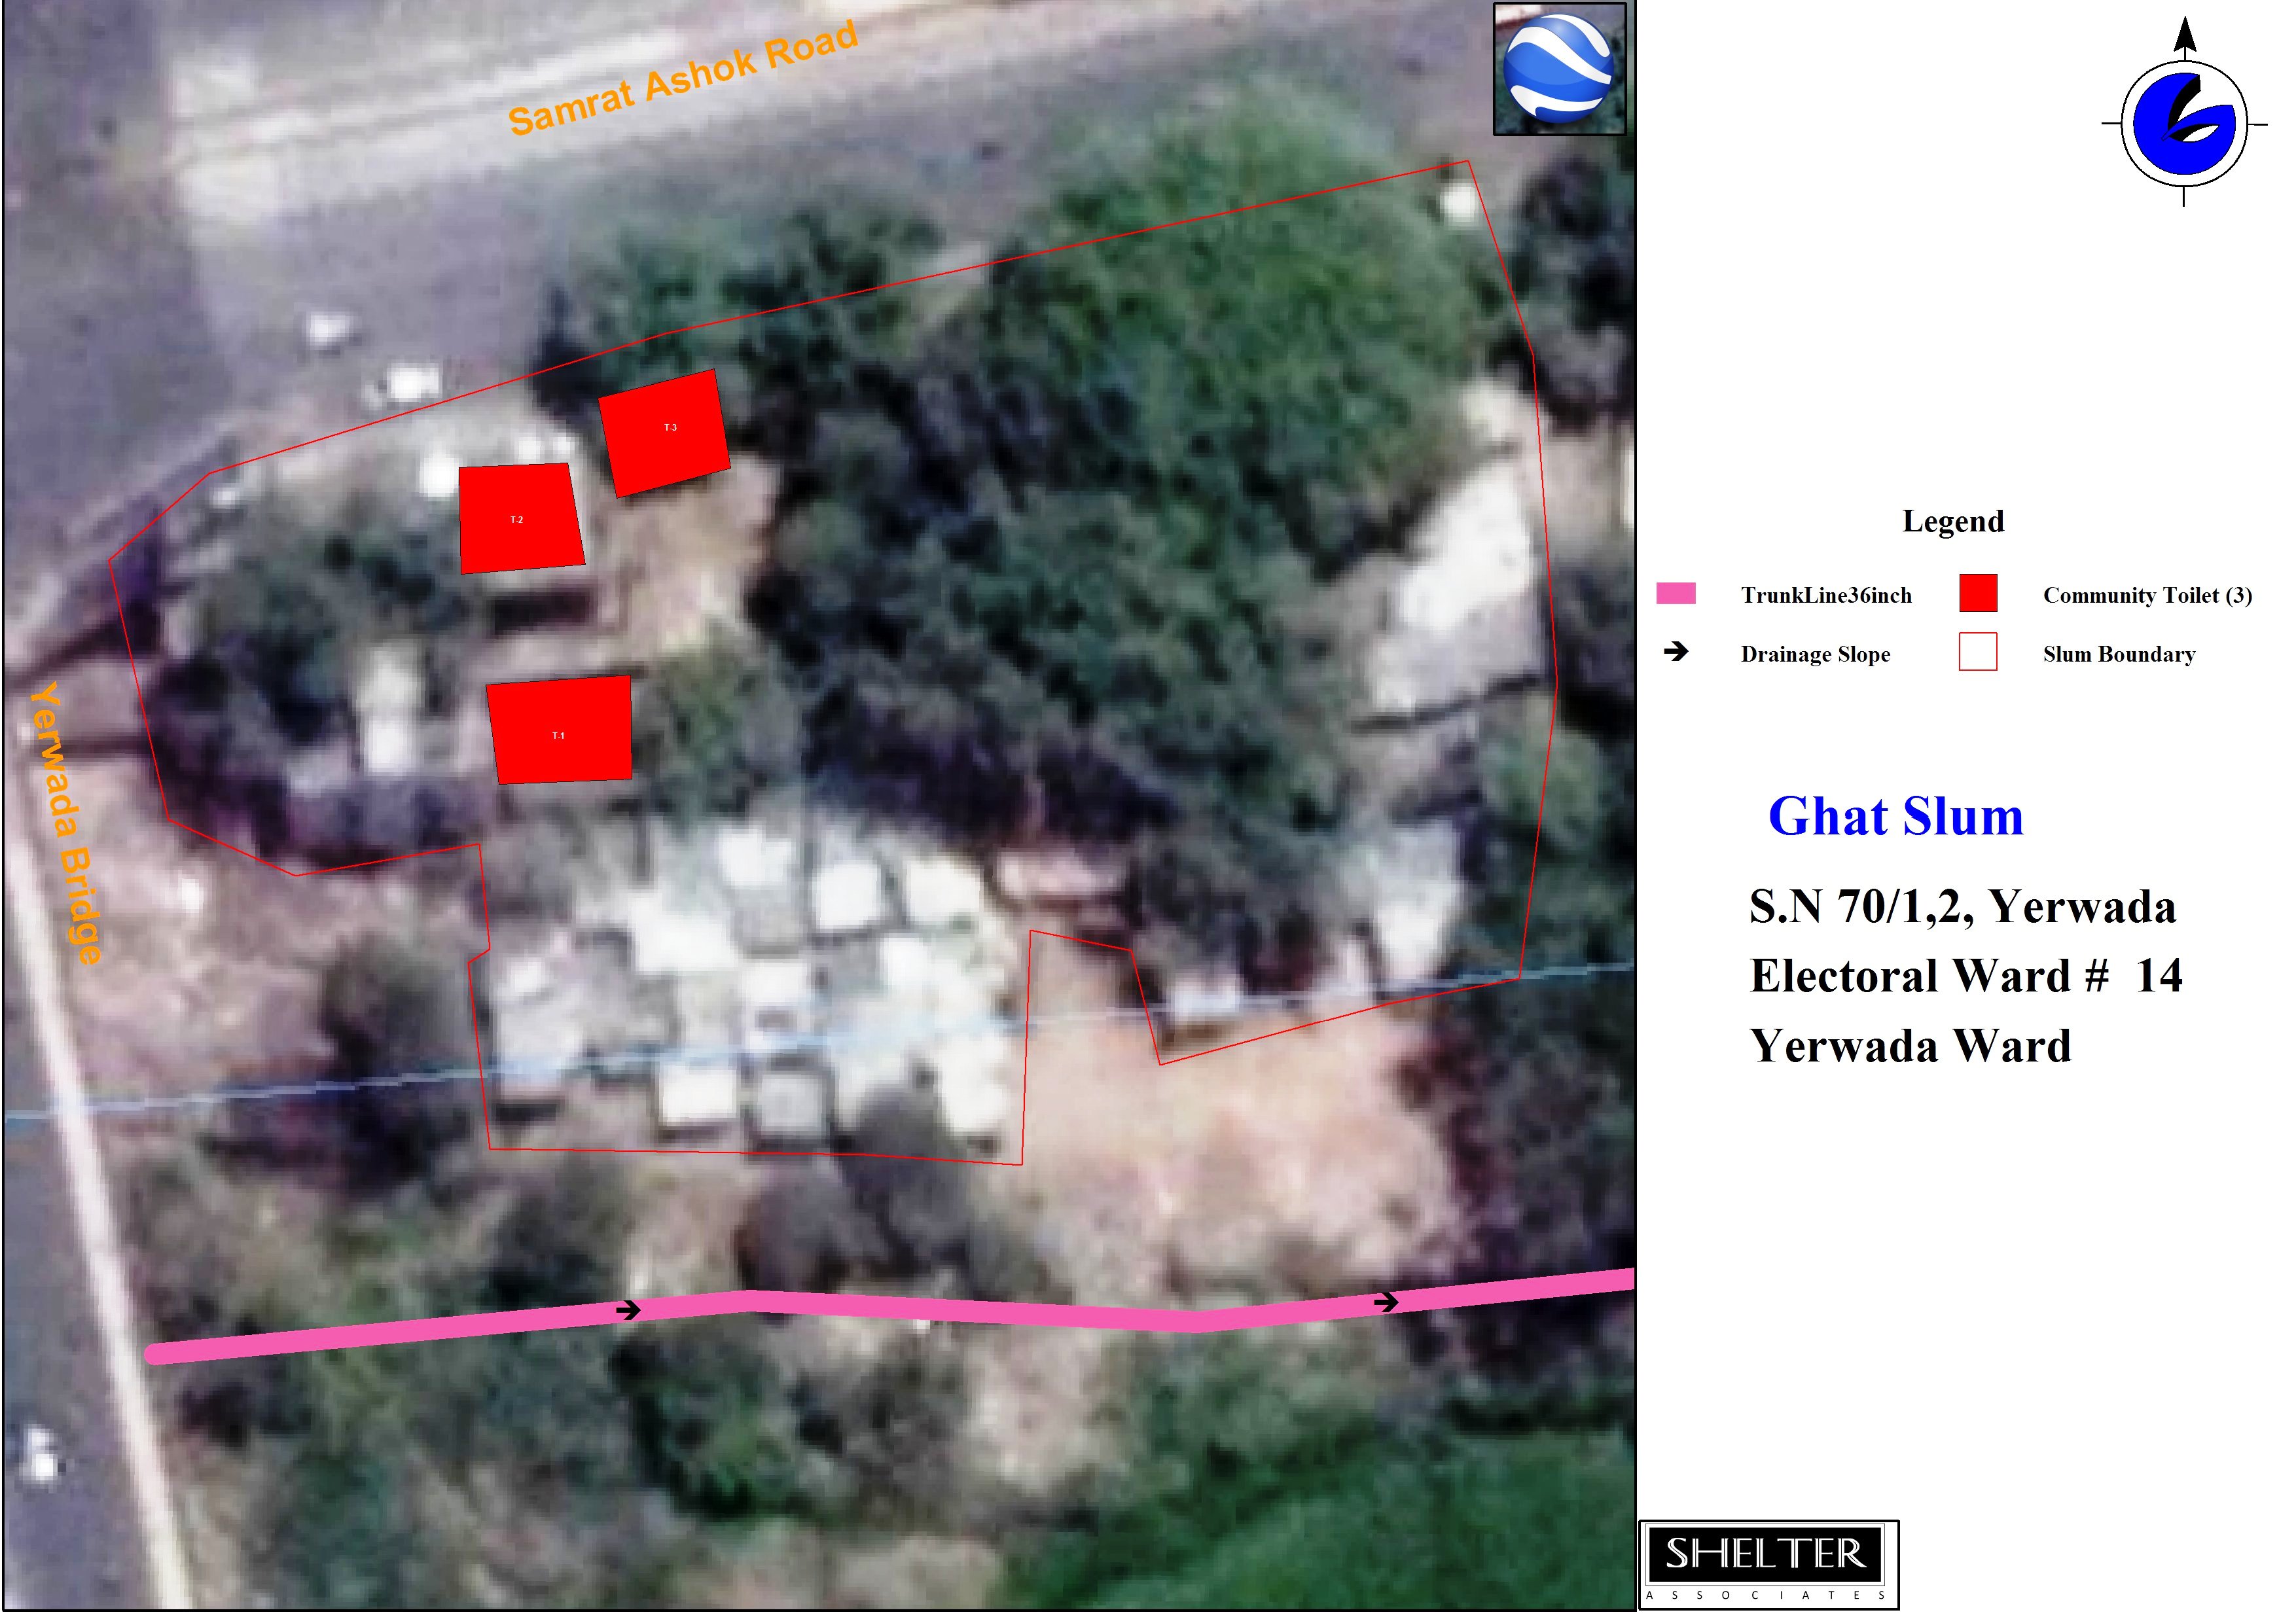 Samrat Ashok Road
T-3
T-2
T-1
Yerwada Bridge
Legend
TrunkLine36inch
Community Toilet (3)
Drainage Slope
Slum Boundary
Ghat Slum
S.N 70/1,2, Yerwada
Electoral Ward # 14
Yerwada Ward
SHELTER
ASSOCIATES